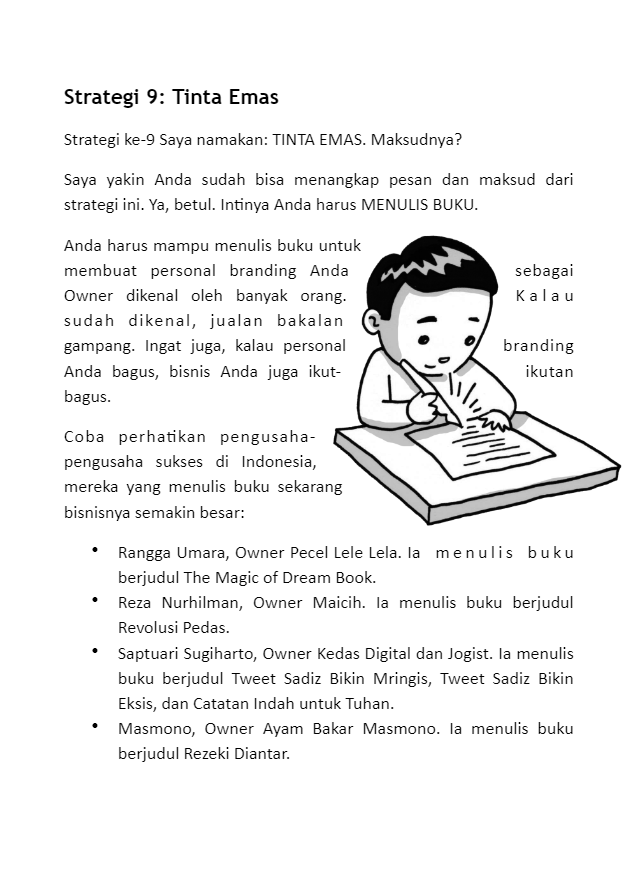 Strategi 9: Tinta Emas
Strategi ke-9 Saya namakan: TINTA EMAS. Maksudnya?
Saya yakin Anda sudah bisa menangkap pesan dan maksud dari
strategi ini. Ya, betul. Intinya Anda harus MENULIS BUKU.
Anda harus mampu menulis buku untuk
membuat personal branding Anda sebagai
Owner dikenal oleh banyak orang. Kalau
sudah dikenal, jualan bakalan
gampang. Ingat juga, kalau personal branding
Anda bagus, bisnis Anda juga ikut- ikutan
bagus.
Coba perhatikan pengusaha-
pengusaha sukses di Indonesia,
mereka yang menulis buku sekarang
bisnisnya semakin besar:
• Rangga Umara, Owner Pecel Lele Lela. Ia menulis buku
berjudul The Magic of Dream Book.
• Reza Nurhilman, Owner Maicih. Ia menulis buku berjudul
Revolusi Pedas.
• Saptuari Sugiharto, Owner Kedas Digital dan Jogist. Ia menulis
buku berjudul Tweet Sadiz Bikin Mringis, Tweet Sadiz Bikin
Eksis, dan Catatan Indah untuk Tuhan.
• Masmono, Owner Ayam Bakar Masmono. Ia menulis buku
berjudul Rezeki Diantar.